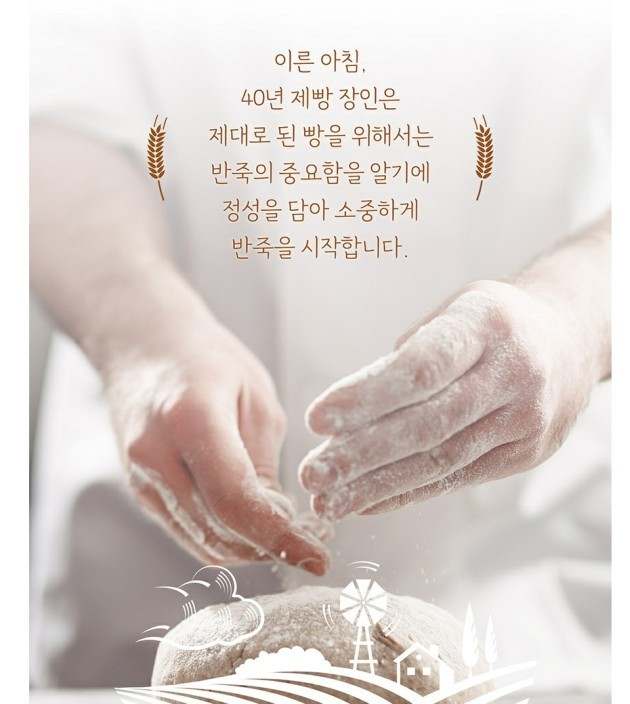 이른 아침,
40년 제빵 장인은
제대로 된 빵을 위해서는
반죽의 중요함을 알기에
정성을 담아 소중하게
반죽을 시작합니다.